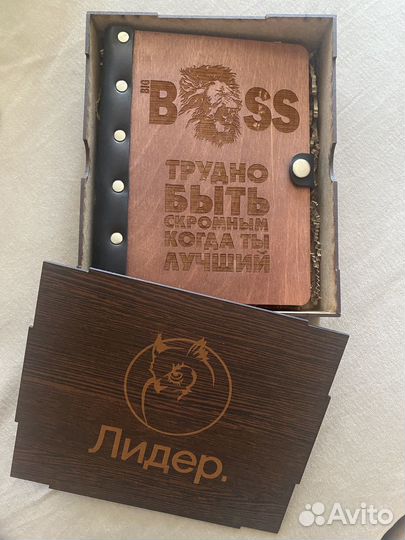 BIG
BOSS
ТРУДНО
БЫТЬ
СКРОМНЫМ
КОГДА ТЫ
ЛУЧШИЙ
Лидер.
Avito